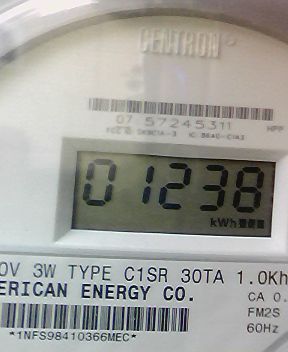 CENTRON®
07 57245311 HPP
01238
kWh
0V 3W TYPE C1SR 30TA 1.0Kh
ERICAN ENERGY CO.
CA 0.
FM2S
*1NFS98410366MEC* 60Hz